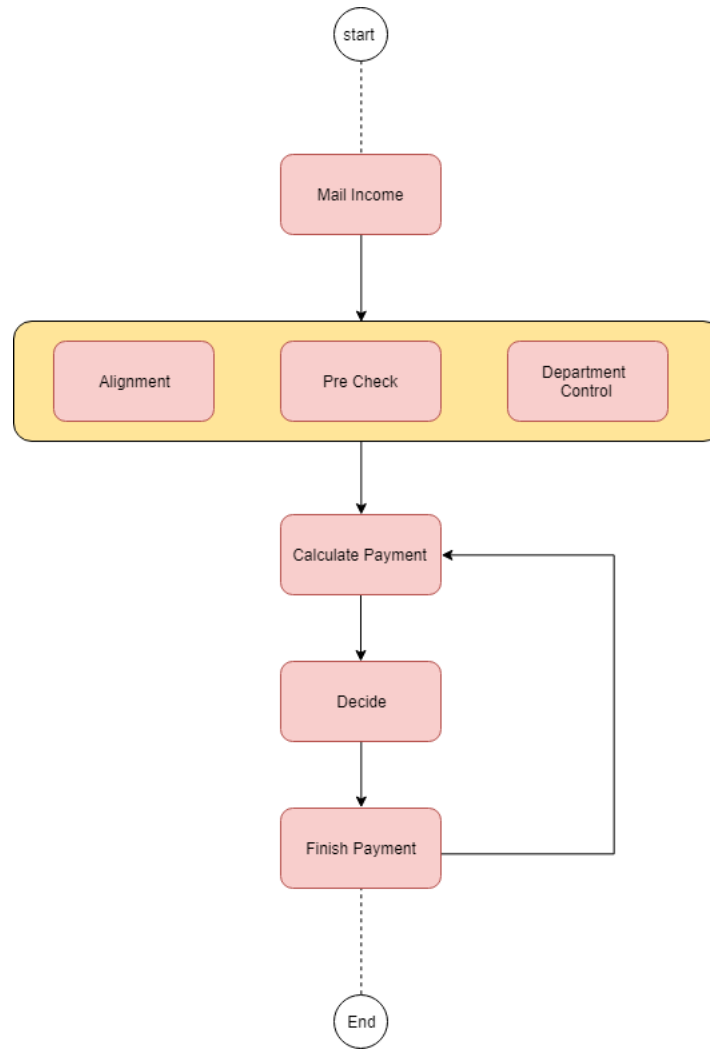 start
Mail Income
Alignment
Pre Check
Department
Control
Calculate Payment
Decide
Finish Payment
End